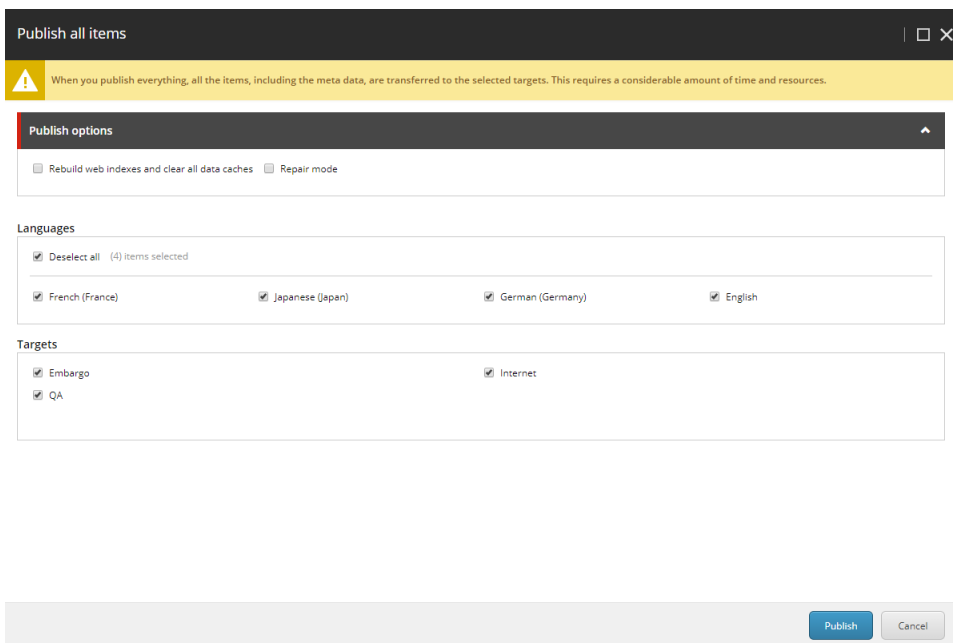 Publish all items
When you publish everything, all the items, including the meta data, are transferred to the selected targets. This requires a considerable amount of time and resources.
Publish options
Rebuild web indexes and clear all data caches Repair mode
Languages
Deselect all (4) items selected
French (France) Japanese (Japan) German (Germany) English
Targets
Embargo Internet
QA
Publish Cancel